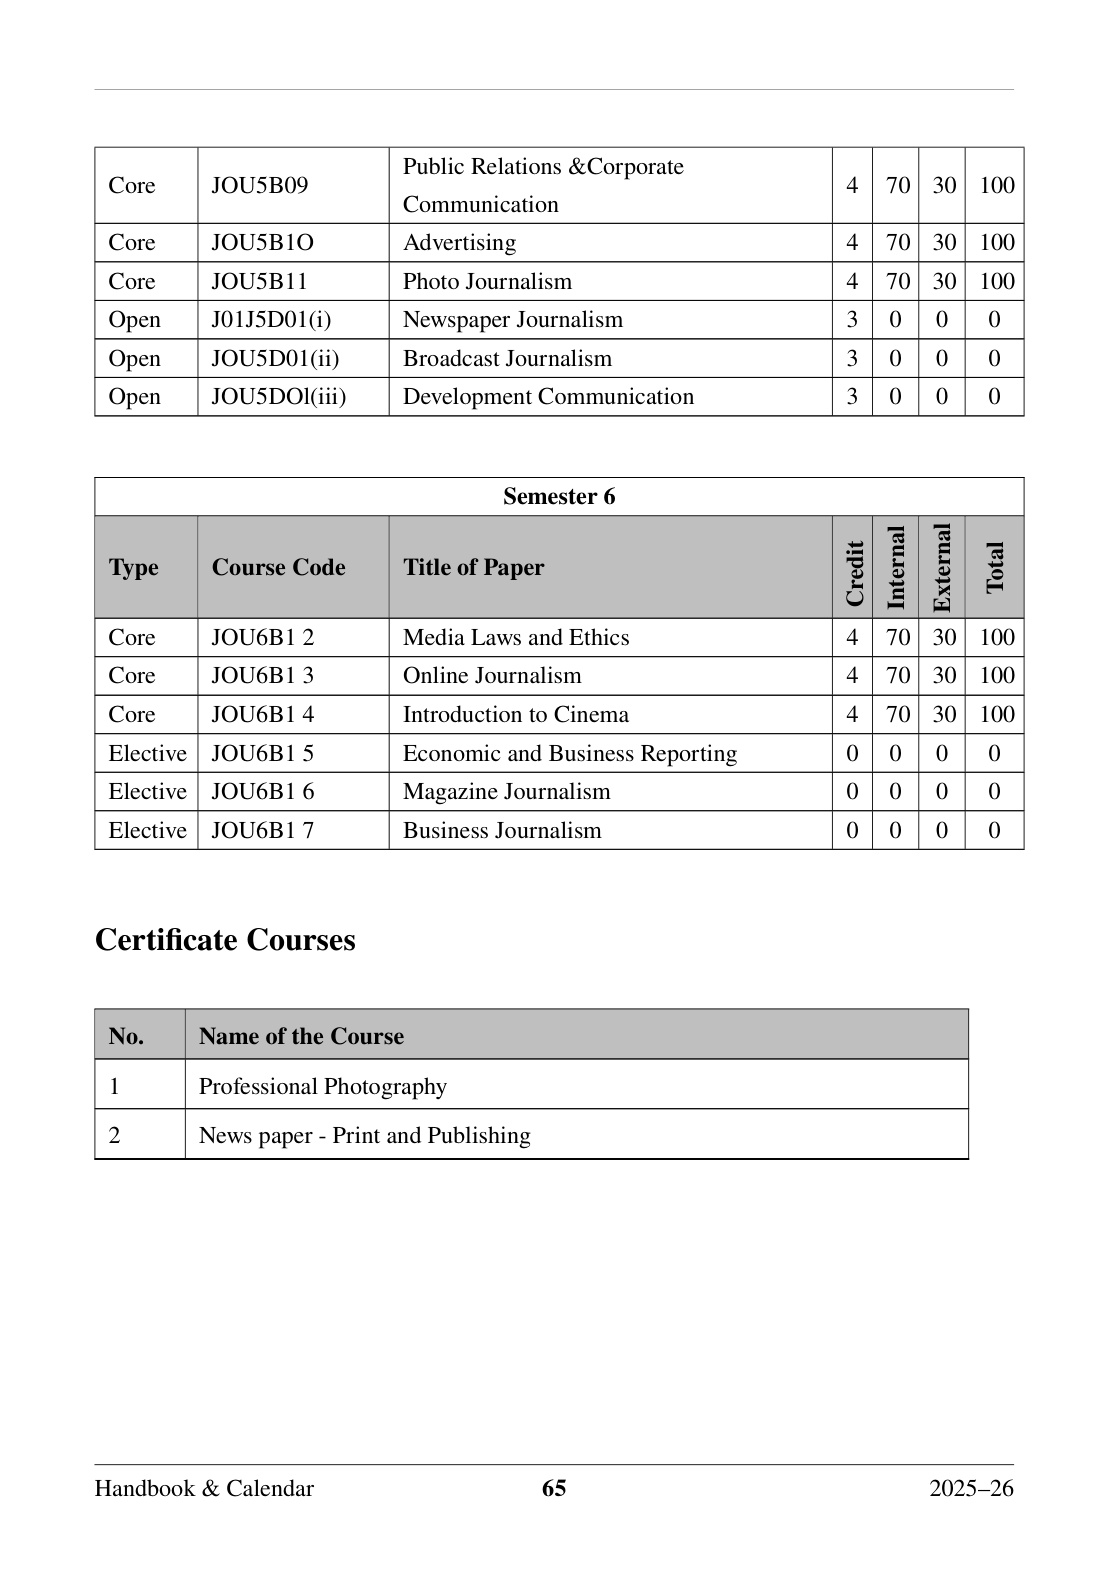 Core JOU5B09 Public Relations &Corporate Communication 4 70 30 100
Core JOU5B1O Advertising 4 70 30 100
Core JOU5B11 Photo Journalism 4 70 30 100
Open J01J5D01(i) Newspaper Journalism 3 0 0 0
Open JOU5D01(ii) Broadcast Journalism 3 0 0 0
Open JOU5DOl(iii) Development Communication 3 0 0 0
Semester 6
Type Course Code Title of Paper Credit Internal External Total
Core JOU6B1 2 Media Laws and Ethics 4 70 30 100
Core JOU6B1 3 Online Journalism 4 70 30 100
Core JOU6B1 4 Introduction to Cinema 4 70 30 100
Elective JOU6B1 5 Economic and Business Reporting 0 0 0 0
Elective JOU6B1 6 Magazine Journalism 0 0 0 0
Elective JOU6B1 7 Business Journalism 0 0 0 0
Certificate Courses
No. Name of the Course
1 Professional Photography
2 News paper - Print and Publishing
Handbook & Calendar 65 2025–26